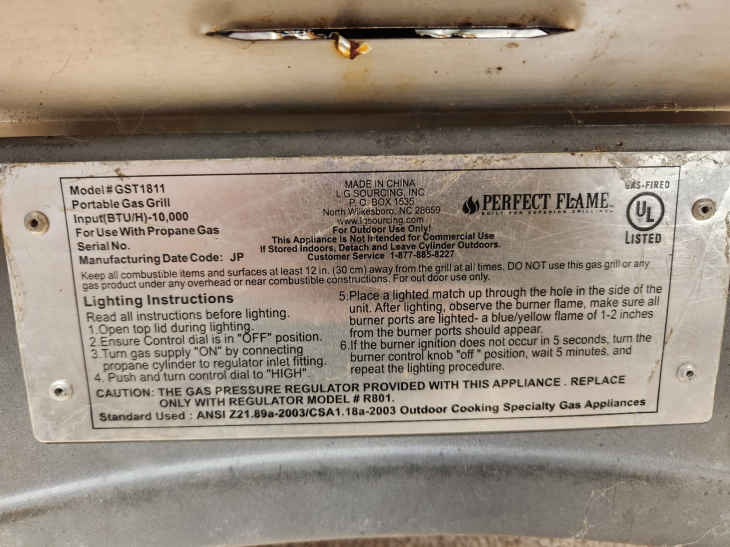 Model# GST1811
Portable Gas Grill
Input(BTU/H)-10,000
For Use With Propane Gas
Serial No.
Manufacturing Date Code: JP
MADE IN CHINA
L G SOURCING, INC
P. O. BOX 1535
North Wilkesboro, NC 28659
www.lgsourcing.com
For Outdoor Use Only!
This Appliance is Not Intended for Commercial Use
If Stored Indoors, Detach and Leave Cylinder Outdoors.
Customer Service 1-877-885-8227
PERFECT FLAME™
BUILT FOR SUPERIOR GRILLING
GAS-FIRED
UL
LISTED
Keep all combustible items and surfaces at least 12 in. (30 cm) away from the grill at all times. DO NOT use this gas grill or any
gas product under any overhead or near combustible constructions. For out door use only.
Lighting Instructions
Read all instructions before lighting.
1.Open top lid during lighting.
2.Ensure Control dial is in "OFF" position.
3.Turn gas supply "ON" by connecting
propane cylinder to regulator inlet fitting.
4. Push and turn control dial to "HIGH".
5.Place a lighted match up through the hole in the side of the
unit. After lighting, observe the burner flame, make sure all
burner ports are lighted- a blue/yellow flame of 1-2 inches
from the burner ports should appear.
6.If the burner ignition does not occur in 5 seconds, turn the
burner control knob "off " position, wait 5 minutes, and
repeat the lighting procedure.
CAUTION: THE GAS PRESSURE REGULATOR PROVIDED WITH THIS APPLIANCE . REPLACE
ONLY WITH REGULATOR MODEL # R801.
Standard Used : ANSI Z21.89a-2003/CSA1.18a-2003 Outdoor Cooking Specialty Gas Appliances